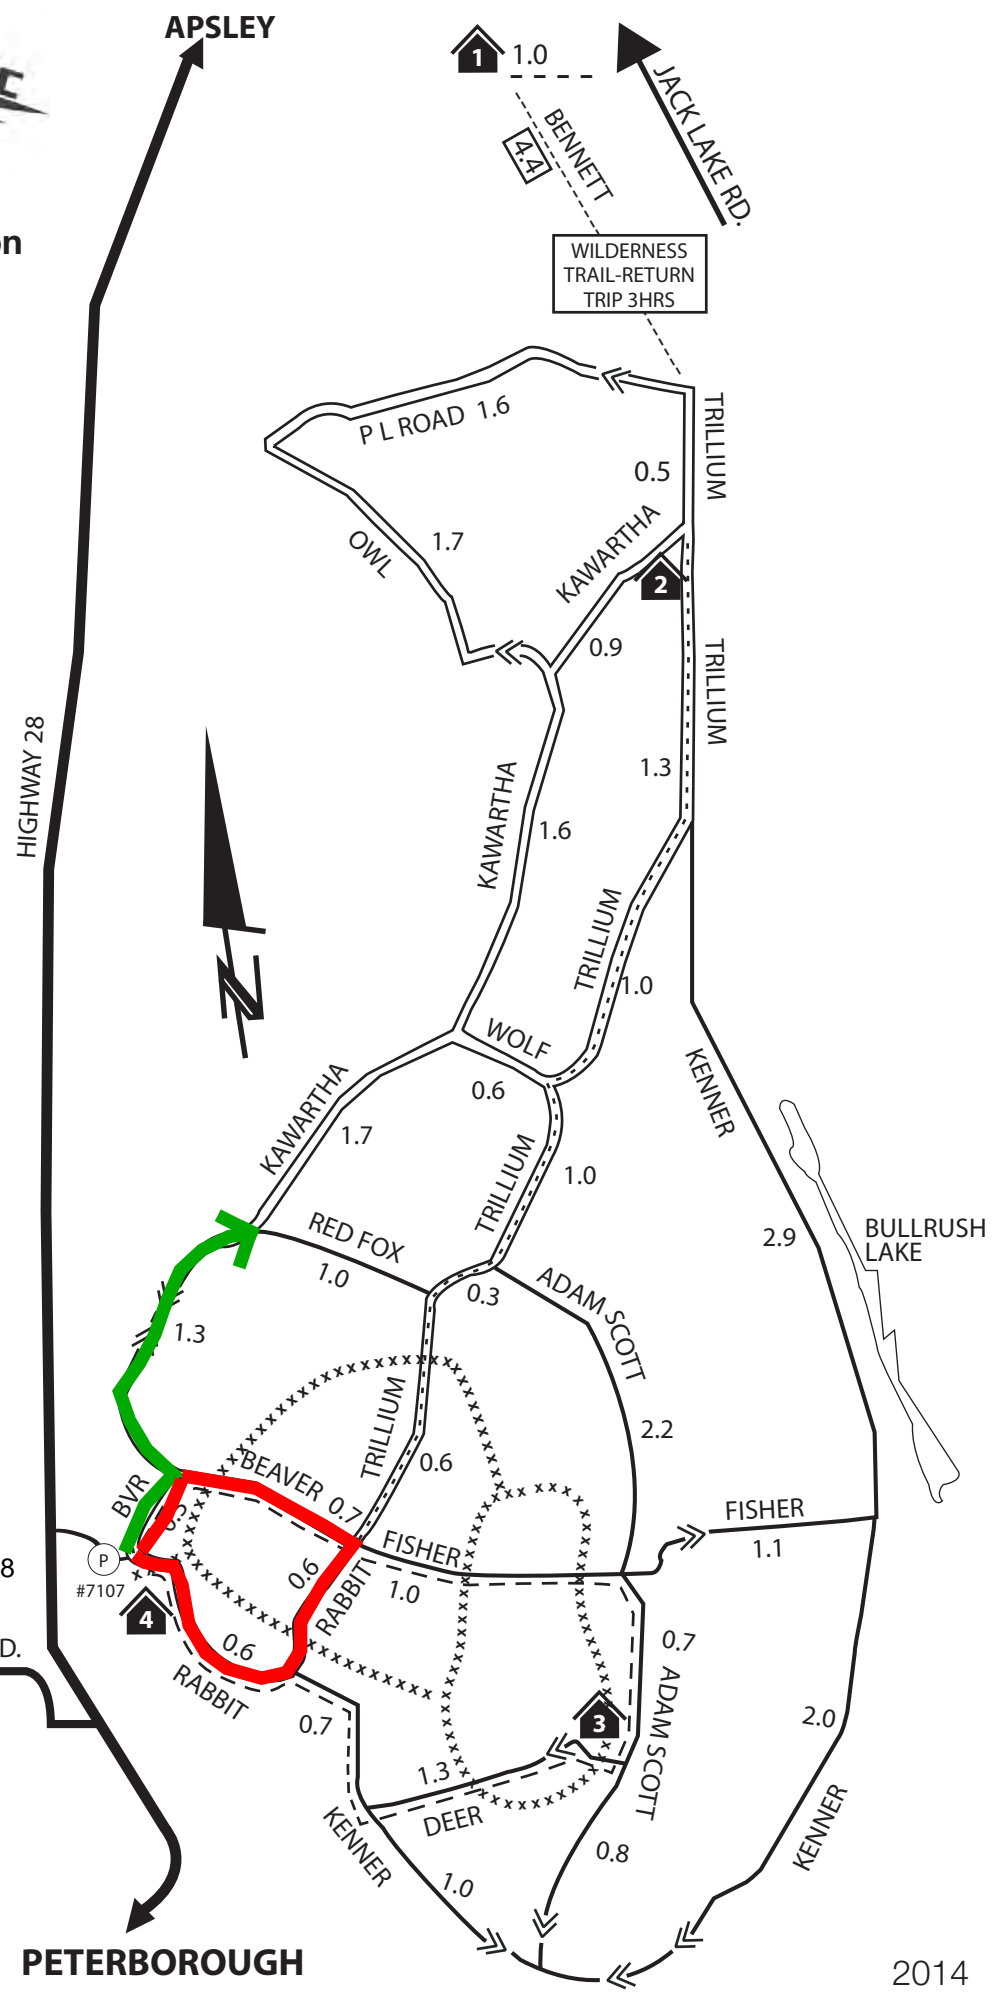 APSLEY
1
1.0
JACK LAKE RD.
BENNETT
4.4
WILDERNESS
TRAIL-RETURN
TRIP 3HRS
P L ROAD 1.6
TRILLIUM
0.5
OWL
1.7
KAWARTHA
2
0.9
TRILLIUM
1.3
HIGHWAY 28
KAWARTHA
1.6
TRILLIUM
1.0
N
WOLF
0.6
KENNER
KAWARTHA
1.7
TRILLIUM
1.0
2.9
BULLRUSH
LAKE
RED FOX
1.0
0.3
ADAM SCOTT
1.3
TRILLIUM
0.6
2.2
BEAVER 0.7
BVR
FISHER
1.0
FISHER
1.1
P
#7107
8
4
0.6
RABBIT
0.6
RABBIT
0.7
0.7
ADAM SCOTT
3
D.
1.3
DEER
2.0
KENNER
1.0
0.8
KENNER
PETERBOROUGH
2014